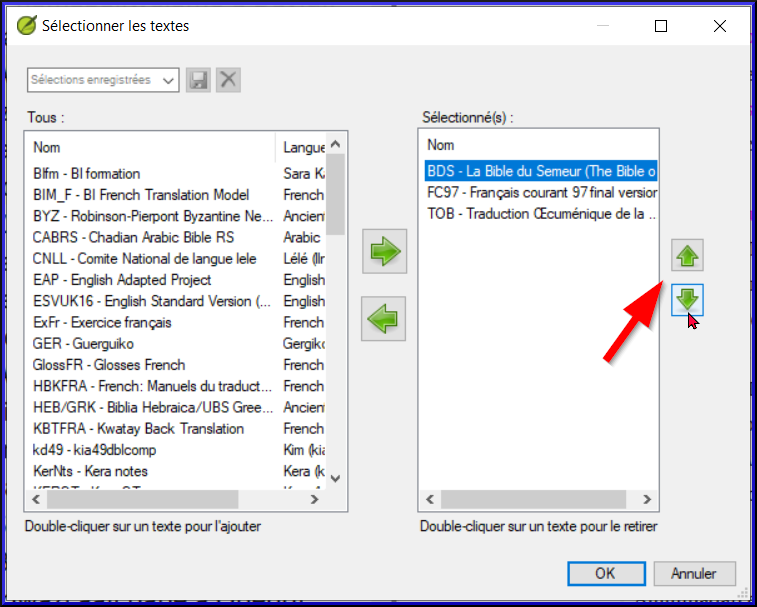 Sélectionner les textes
Sélections enregistrées
Tous :
Nom Langue
Blfm - BI formation Sara K
BIM_F - BI French Translation Model French
BYZ - Robinson-Pierpont Byzantine Ne... Ancien
CABRS - Chadian Arabic Bible RS Arabic
CNLL - Comite National de langue lele Lélé (llr
EAP - English Adapted Project English
ESVUK16 - English Standard Version (... English
ExFr - Exercice français French
GER - Guerguiko Gergiko
GlossFR - Glosses French French
HBKFRA - French: Manuels du traduct... French
HEB/GRK - Biblia Hebraica/UBS Gree... Ancien
KBTFRA - Kwatay Back Translation French
kd49 - kia49dblcomp Kim (kia
KerNts - Kera notes Kera (k
Double-cliquer sur un texte pour l'ajouter
Sélectionné(s) :
Nom
BDS - La Bible du Semeur (The Bible o
FC97 - Français courant 97 final version
TOB - Traduction Œcuménique de la ...
Double-cliquer sur un texte pour le retirer
OK
Annuler